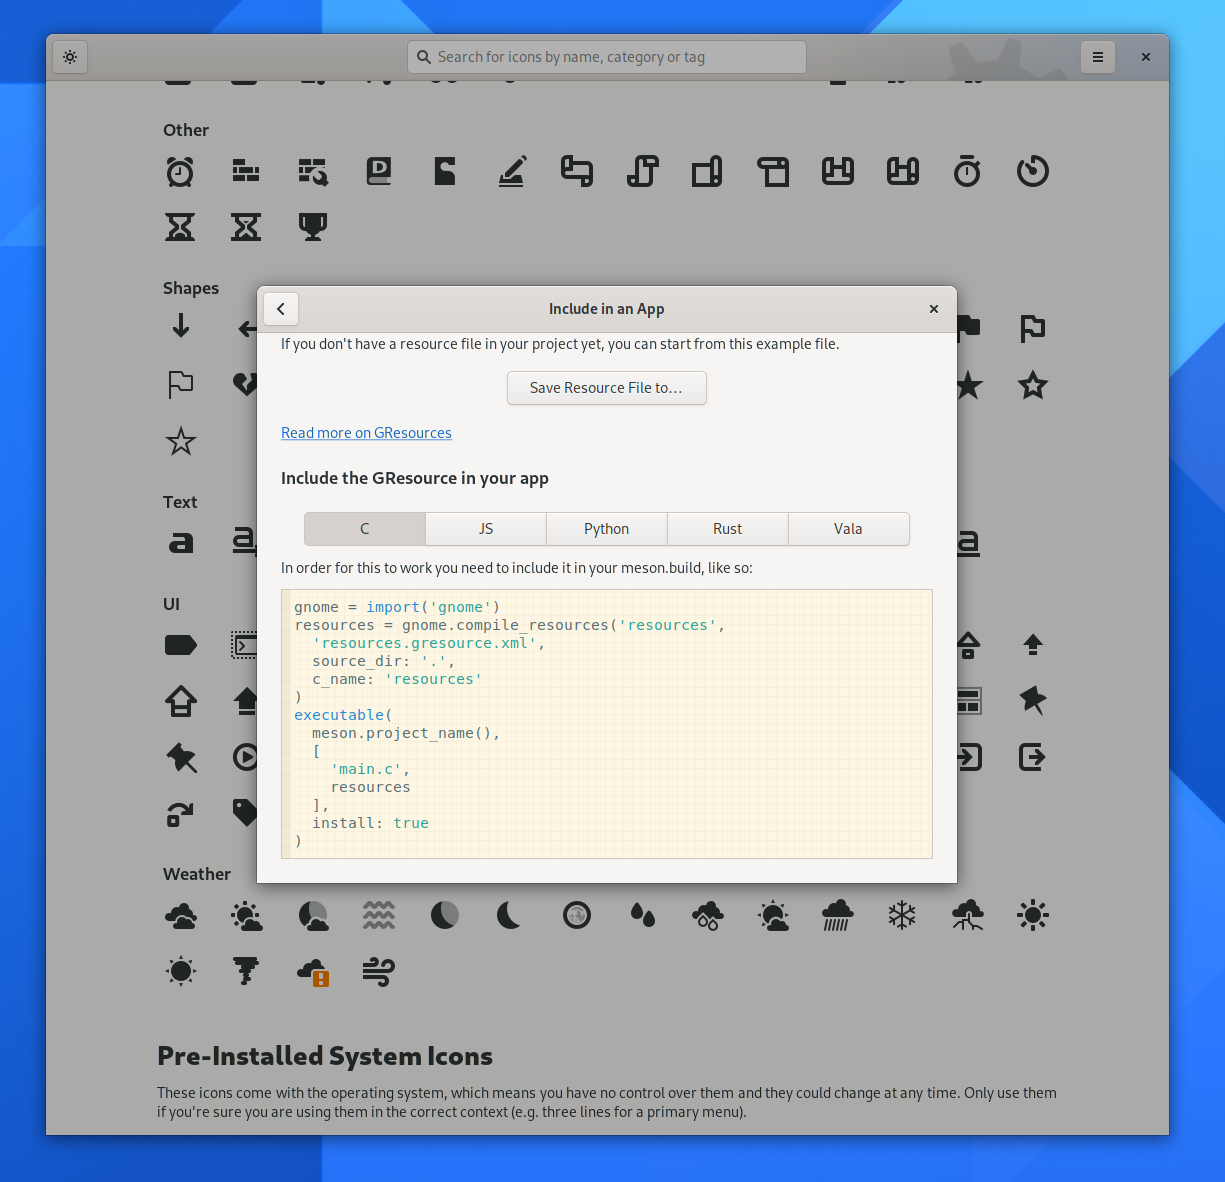 Search for icons by name, category or tag
Other
Shapes
Include in an App
If you don't have a resource file in your project yet, you can start from this example file.
Save Resource File to…
Read more on GResources
Include the GResource in your app
C JS Python Rust Vala
In order for this to work you need to include it in your meson.build, like so:
gnome = import('gnome')
resources = gnome.compile_resources('resources',
  'resources.gresource.xml',
  source_dir: '.',
  c_name: 'resources'
)
executable(
  meson.project_name(),
  [
    'main.c',
    resources
  ],
  install: true
)
Text
UI
Weather
Pre-Installed System Icons
These icons come with the operating system, which means you have no control over them and they could change at any time. Only use them
if you're sure you are using them in the correct context (e.g. three lines for a primary menu).